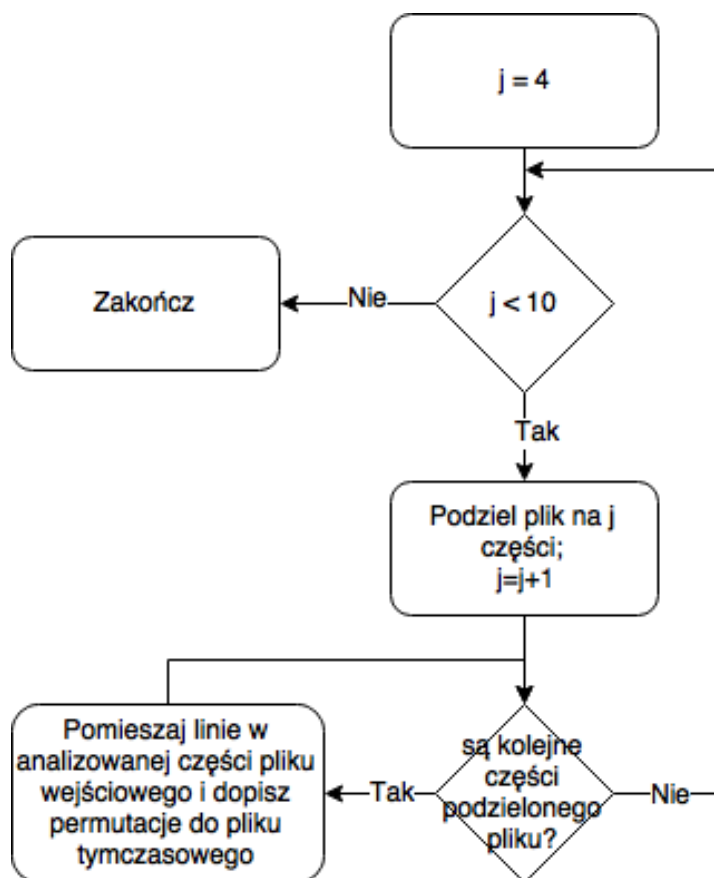 j = 4
j < 10
Nie
Zakończ
Tak
Podziel plik na j
części;
j=j+1
są kolejne
części
podzielonego
pliku?
Tak
Nie
Pomieszaj linie w
analizowanej części pliku
wejściowego i dopisz
permutacje do pliku
tymczasowego